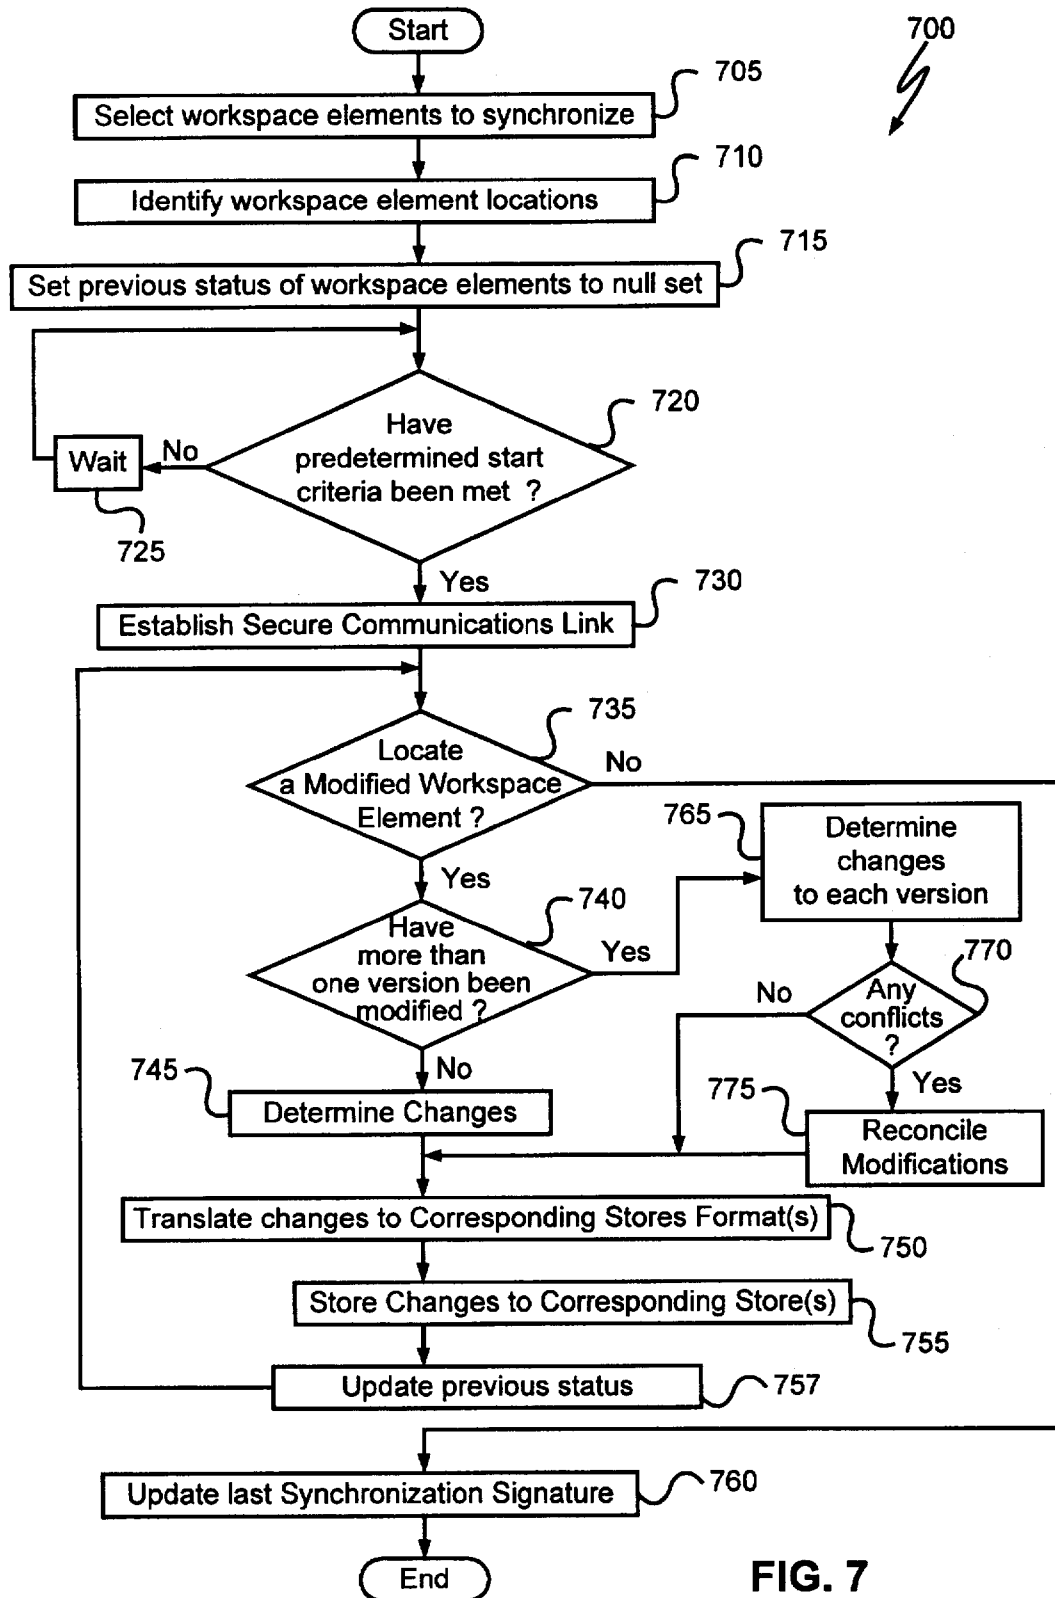 Start
700
705
Select workspace elements to synchronize
710
Identify workspace element locations
715
Set previous status of workspace elements to null set
720
Have
predetermined start
criteria been met ?
No
Wait
725
Yes
730
Establish Secure Communications Link
735
Locate
a Modified Workspace
Element ?
No
Yes
765
Determine
changes
to each version
740
Have
more than
one version been
modified ?
Yes
770
Any
conflicts
?
No
Yes
No
745
Determine Changes
775
Reconcile
Modifications
Translate changes to Corresponding Stores Format(s)
750
Store Changes to Corresponding Store(s)
755
Update previous status
757
760
Update last Synchronization Signature
End
FIG. 7